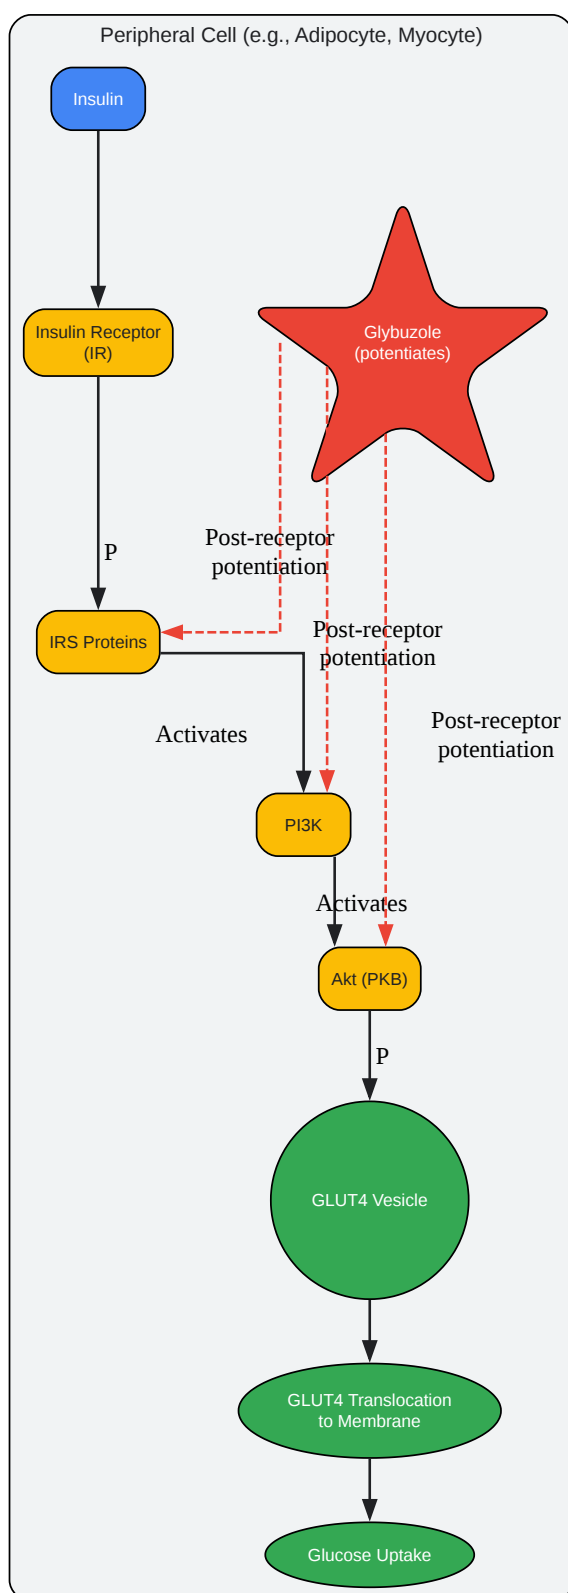 Peripheral Cell (e.g., Adipocyte, Myocyte)
Insulin
Insulin Receptor
(IR)
Glybuzole
(potentiates)
P
Post-receptor
potentiation
IRS Proteins
Post-receptor
potentiation
Activates
Post-receptor
potentiation
PI3K
Activates
Akt (PKB)
P
GLUT4 Vesicle
GLUT4 Translocation
to Membrane
Glucose Uptake